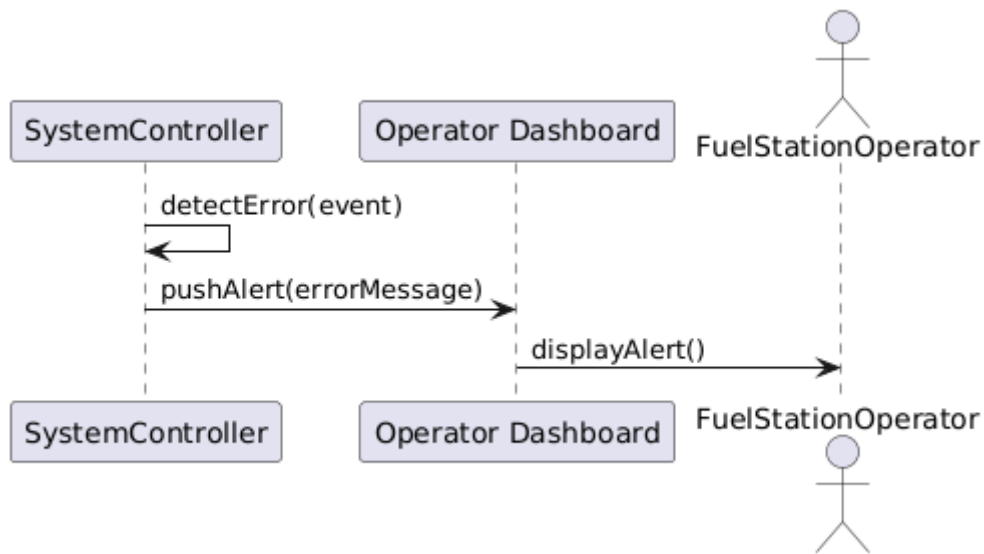 SystemController
Operator Dashboard
FuelStationOperator
detectError(event)
pushAlert(errorMessage)
displayAlert()
SystemController
Operator Dashboard
FuelStationOperator